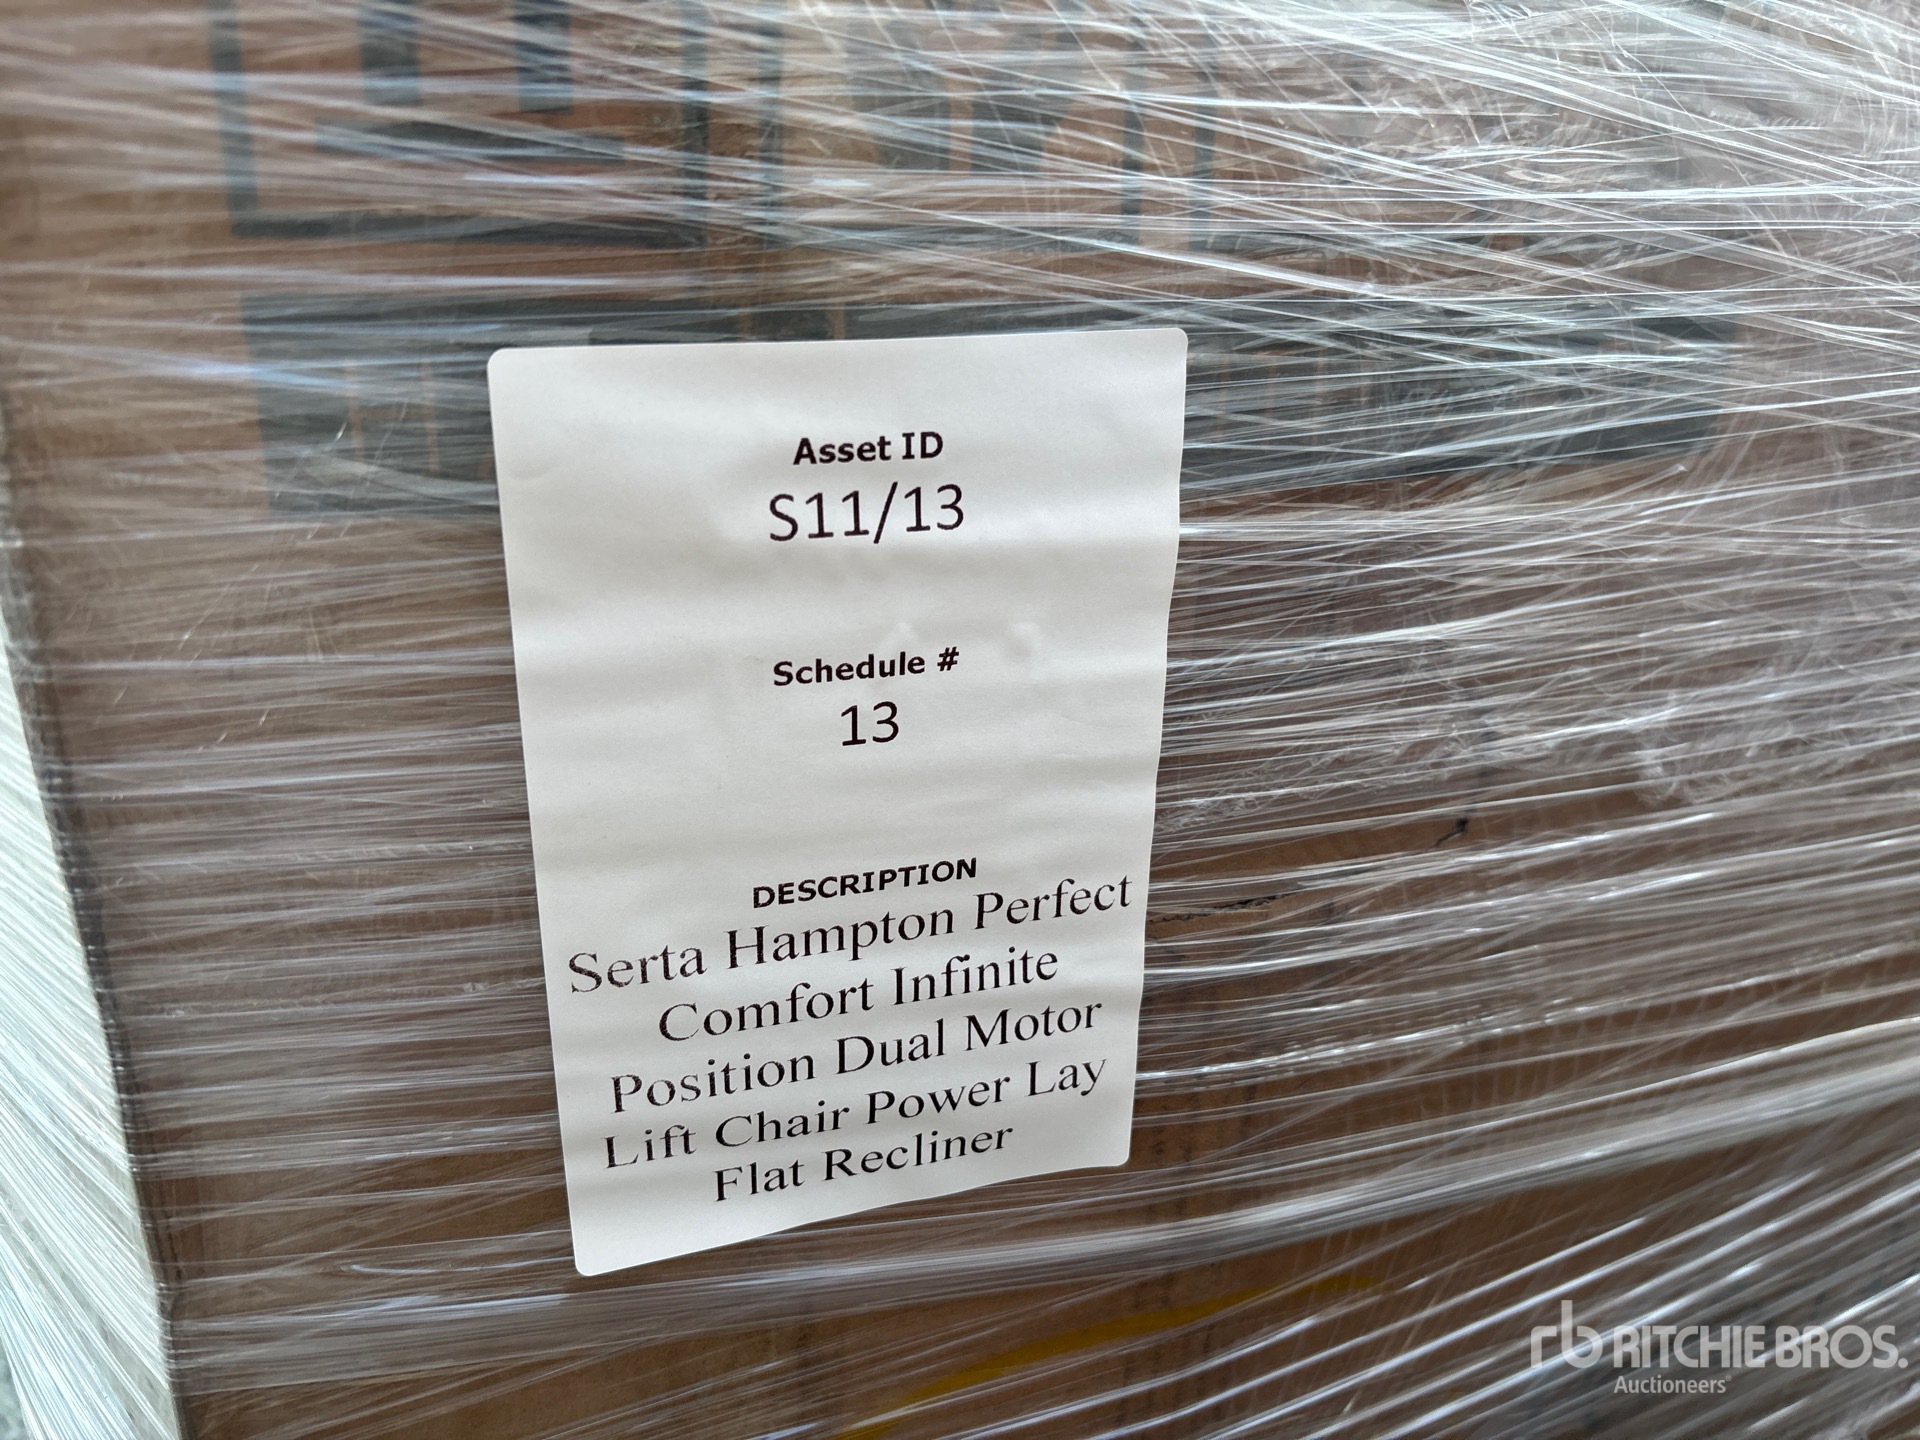 Asset ID
S11/13
Schedule #
13
DESCRIPTION
Serta Hampton Perfect
Comfort Infinite
Position Dual Motor
Lift Chair Power Lay
Flat Recliner
rb RITCHIE BROS.
Auctioneers